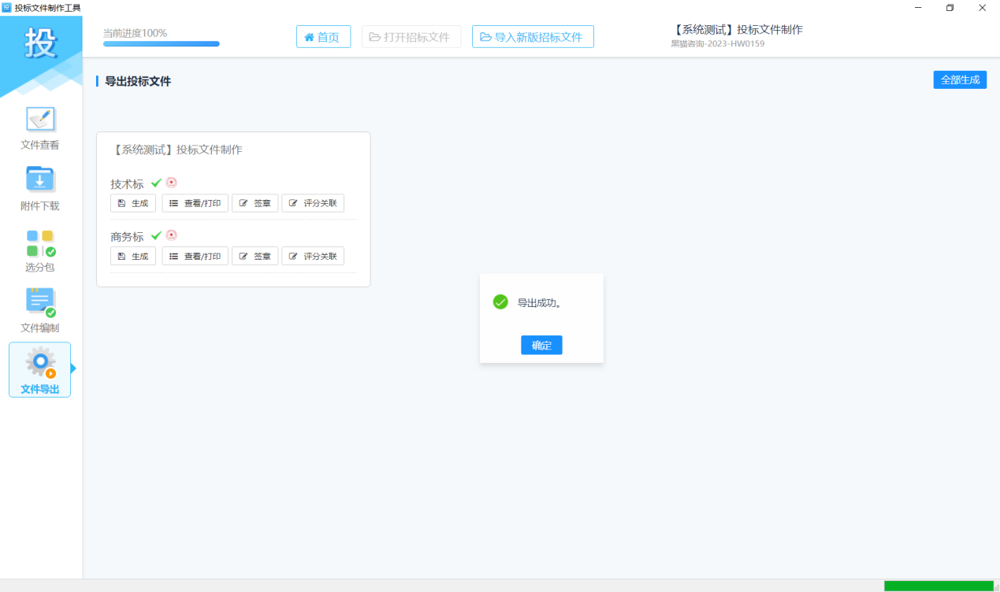 投标文件制作工具
投
当前进度100%
首页
打开招标文件
导入新版招标文件
【系统测试】投标文件制作
黑猫咨询-2023-HW0159
导出投标文件
全部生成
文件查看
附件下载
选分包
文件编制
文件导出
【系统测试】投标文件制作
技术标
生成 查看/打印 签章 评分关联
商务标
生成 查看/打印 签章 评分关联
导出成功。
确定